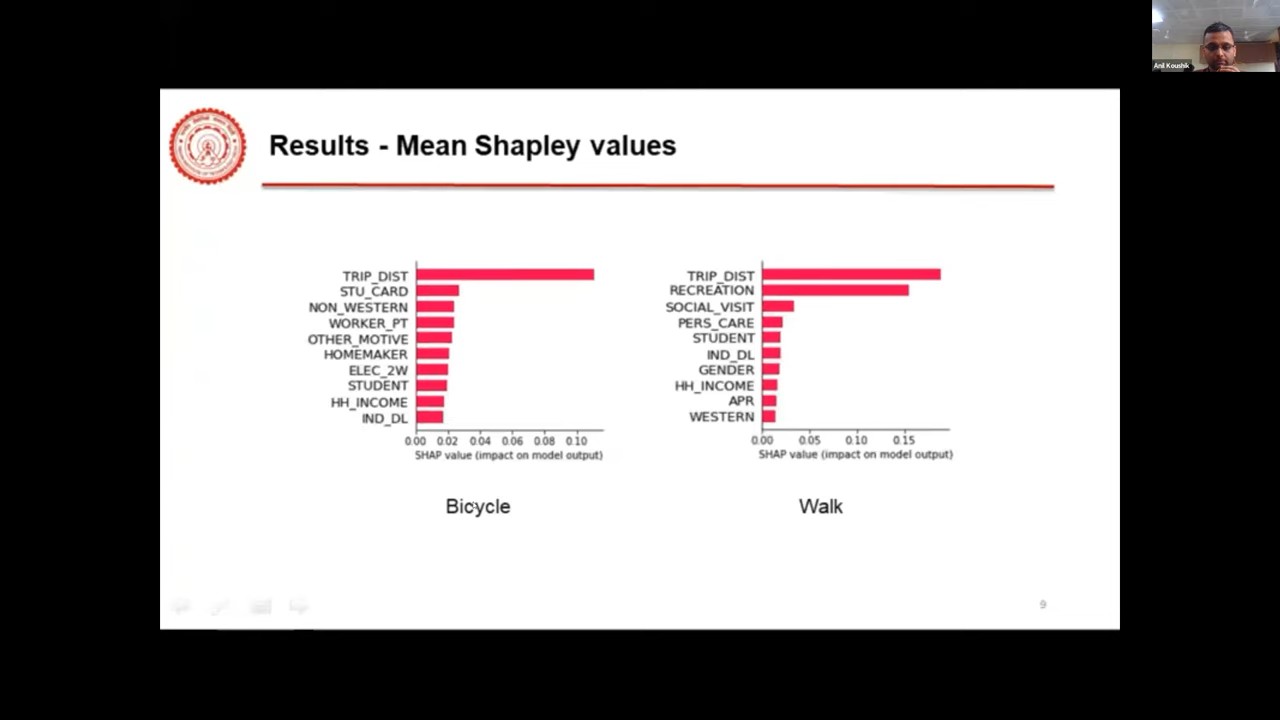 Anil Koushik
Results - Mean Shapley values
TRIP_DIST
STU_CARD
NON_WESTERN
WORKER_PT
OTHER_MOTIVE
HOMEMAKER
ELEC_2W
STUDENT
HH_INCOME
IND_DL
0.00 0.02 0.04 0.06 0.08 0.10
SHAP value (impact on model output)
Bicycle
TRIP_DIST
RECREATION
SOCIAL_VISIT
PERS_CARE
STUDENT
IND_DL
GENDER
HH_INCOME
APR
WESTERN
0.00 0.05 0.10 0.15
SHAP value (impact on model output)
Walk
9